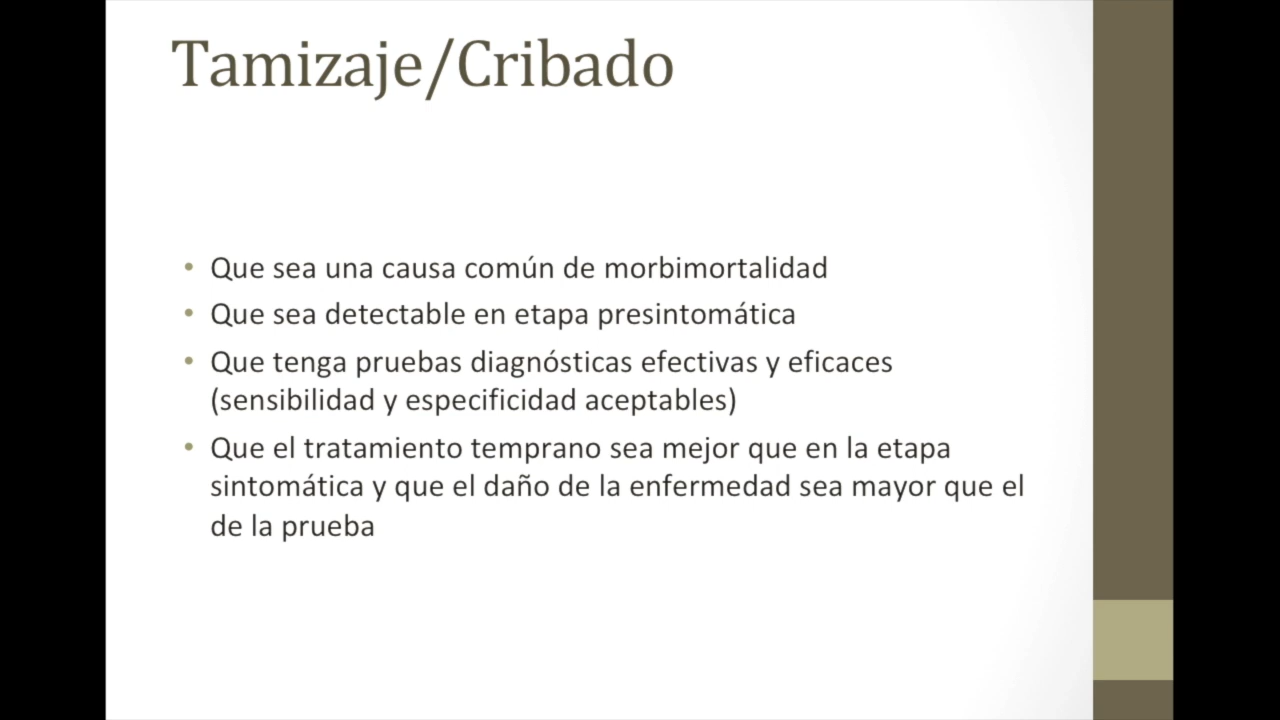 Tamizaje/Cribado
• Que sea una causa común de morbimortalidad
• Que sea detectable en etapa presintomática
• Que tenga pruebas diagnósticas efectivas y eficaces
(sensibilidad y especificidad aceptables)
• Que el tratamiento temprano sea mejor que en la etapa
sintomática y que el daño de la enfermedad sea mayor que el
de la prueba